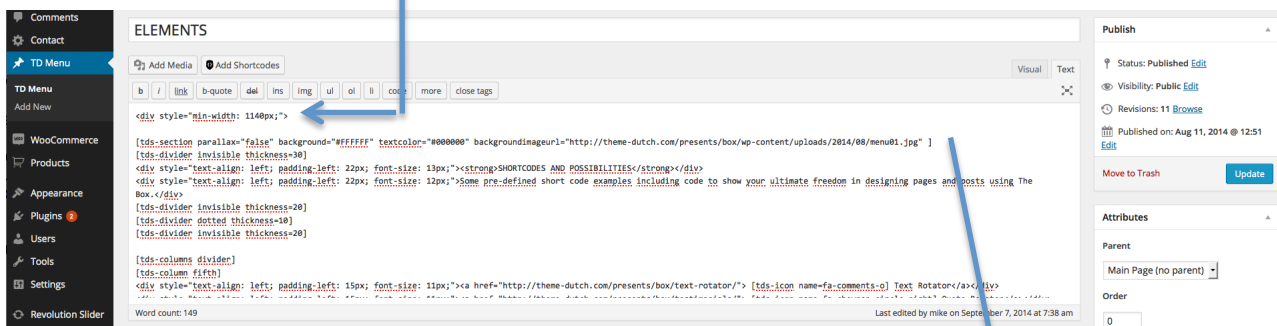 Comments
Contact
TD Menu
TD Menu
Add New
WooCommerce
Products
Appearance
Plugins 2
Users
Tools
Settings
Revolution Slider
ELEMENTS
Add Media
Add Shortcodes
Visual
Text
b
i
link
b-quote
del
ins
img
ul
ol
li
code
more
close tags
<div style="min-width: 1140px;">
[tds-section parallax="false" background="#FFFFFF" textcolor="#000000" backgroundimageurl="http://theme-dutch.com/presents/box/wp-content/uploads/2014/08/menu01.jpg" ]
[tds-divider invisible thickness=30]
<div style="text-align: left; padding-left: 22px; font-size: 13px;"><strong>SHORTCODES AND POSSIBILITIES</strong></div>
<div style="text-align: left; padding-left: 22px; font-size: 12px;">Some pre-defined short code examples including code to show your ultimate freedom in designing pages and posts using The
Box.</div>
[tds-divider invisible thickness=20]
[tds-divider dotted thickness=10]
[tds-divider invisible thickness=20]
[tds-columns divider]
[tds-column fifth]
<div style="text-align: left; padding-left: 15px; font-size: 11px;"><a href="http://theme-dutch.com/presents/box/text-rotator/"> [tds-icon name=fa-comments-o] Text Rotator</a></div>
Word count: 149
Last edited by mike on September 7, 2014 at 7:38 am
Publish
Status: Published Edit
Visibility: Public Edit
Revisions: 11 Browse
Published on: Aug 11, 2014 @ 12:51
Edit
Move to Trash
Update
Attributes
Parent
Main Page (no parent)
Order
0